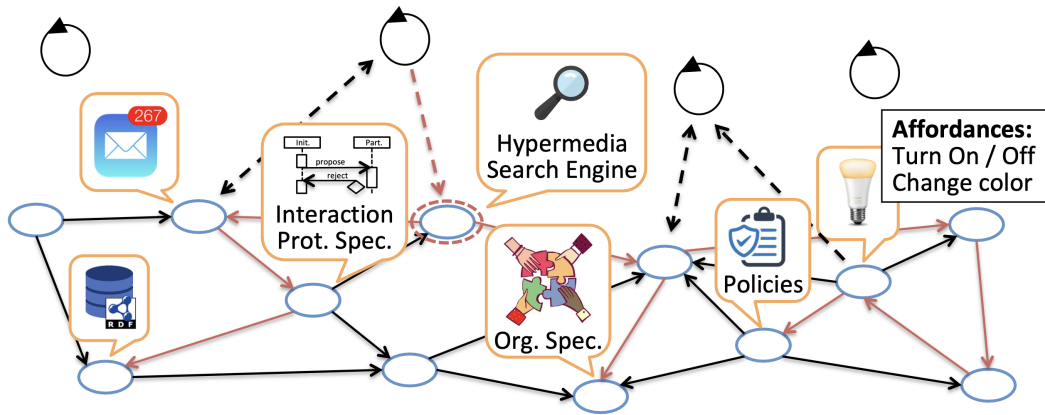 267
Init.
Part.
propose
reject
Interaction
Prot. Spec.
Hypermedia
Search Engine
Affordances:
Turn On / Off
Change color
RDF
Org. Spec.
Policies